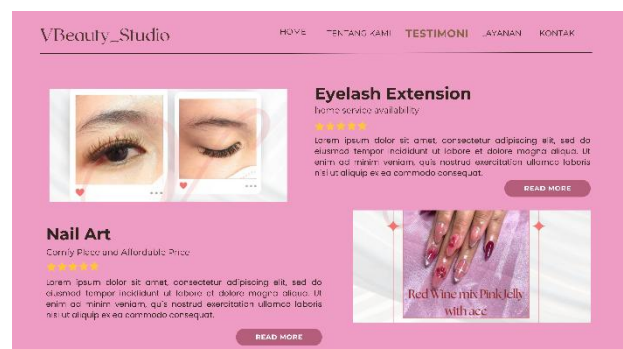 VBeauty_Studio
HOME TENTANG KAMI TESTIMONI LAYANAN KONTAK
Eyelash Extension
home service availability
Lorem ipsum dolor sit amet, consectetur adipiscing elit, sed do
eiusmod tempor incididunt ut labore et dolore magna aliqua. Ut
enim ad minim veniam, quis nostrud exercitation ullamco laboris
nisi ut aliquip ex ea commodo consequat.
READ MORE
Nail Art
Comfy Place and Affordable Price
Lorem ipsum dolor sit amet, consectetur adipiscing elit, sed do
eiusmod tempor incididunt ut labore et dolore magna aliqua. Ut
enim ad minim veniam, quis nostrud exercitation ullamco laboris
nisi ut aliquip ex ea commodo consequat.
READ MORE
Red Wine mix Pink Jelly
with acc